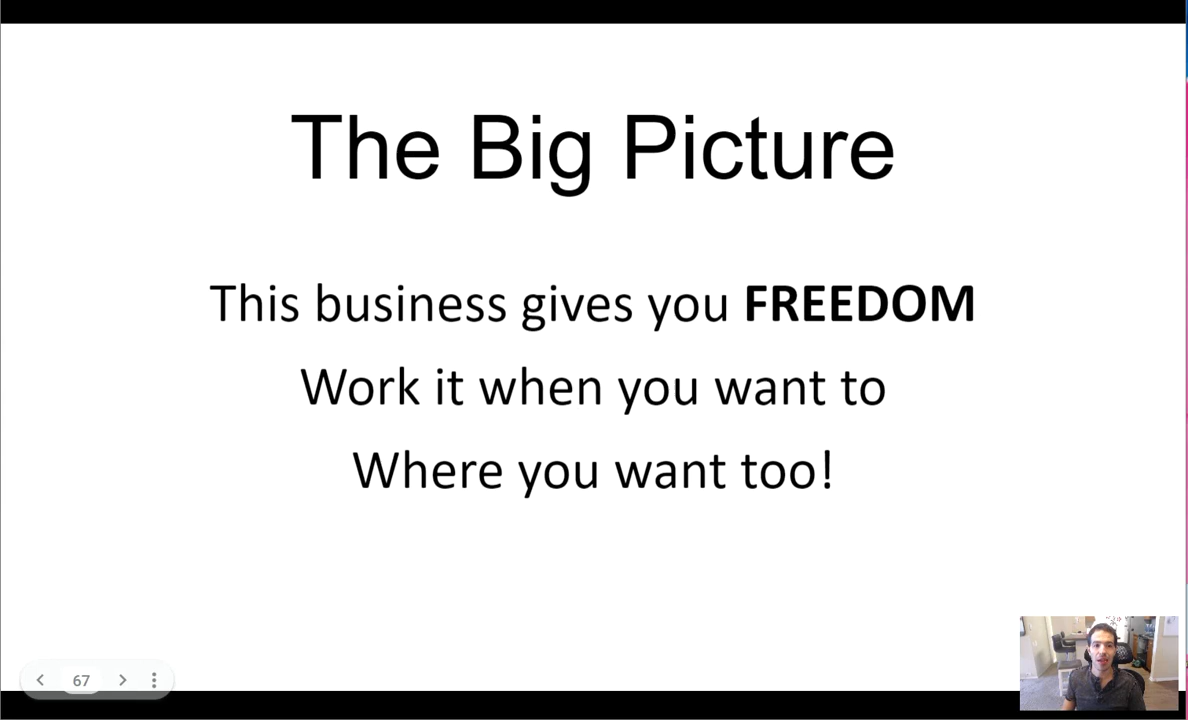 The Big Picture
This business gives you FREEDOM
Work it when you want to
Where you want too!
67